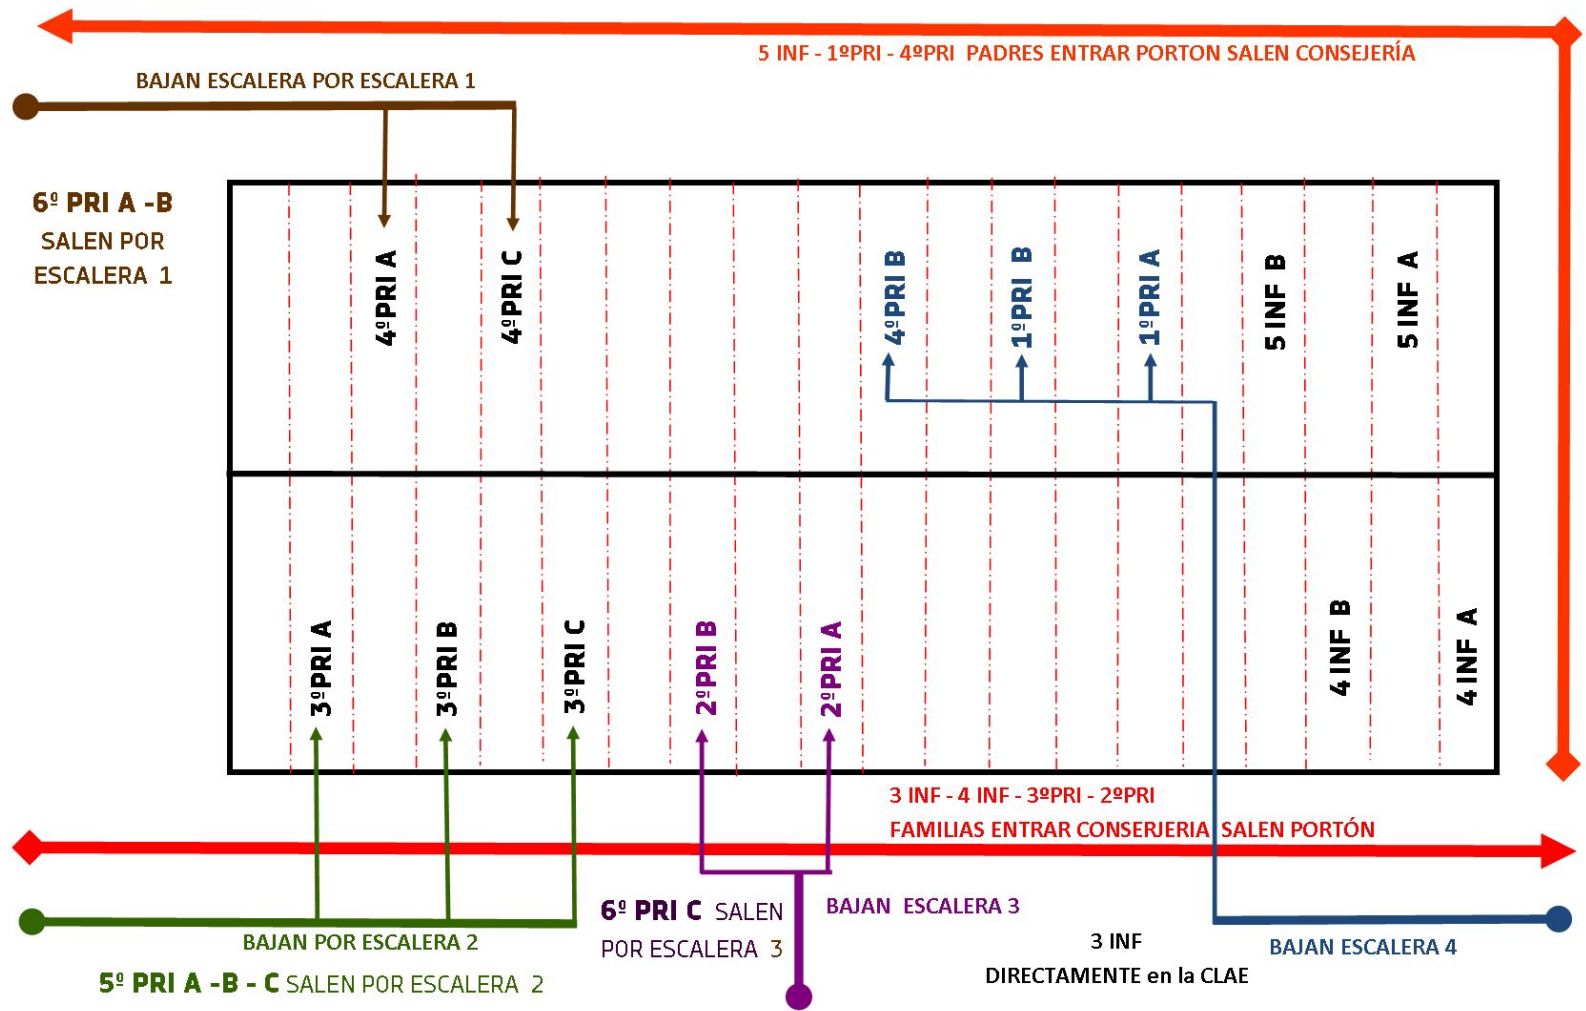 5 INF - 1ºPRI - 4ºPRI PADRES ENTRAR PORTON SALEN CONSEJERÍA
BAJAN ESCALERA POR ESCALERA 1
6º PRI A -B
SALEN POR
ESCALERA 1
4ºPRI A
4ºPRI C
4ºPRI B
1ºPRI B
1ºPRI A
5 INF B
5 INF A
3ºPRI A
3ºPRI B
3ºPRI C
2ºPRI B
2ºPRI A
4 INF B
4 INF A
3 INF - 4 INF - 3ºPRI - 2ºPRI
FAMILIAS ENTRAR CONSERJERIA SALEN PORTÓN
BAJAN POR ESCALERA 2
5º PRI A -B - C SALEN POR ESCALERA 2
6º PRI C SALEN
POR ESCALERA 3
BAJAN ESCALERA 3
3 INF
DIRECTAMENTE en la CLAE
BAJAN ESCALERA 4